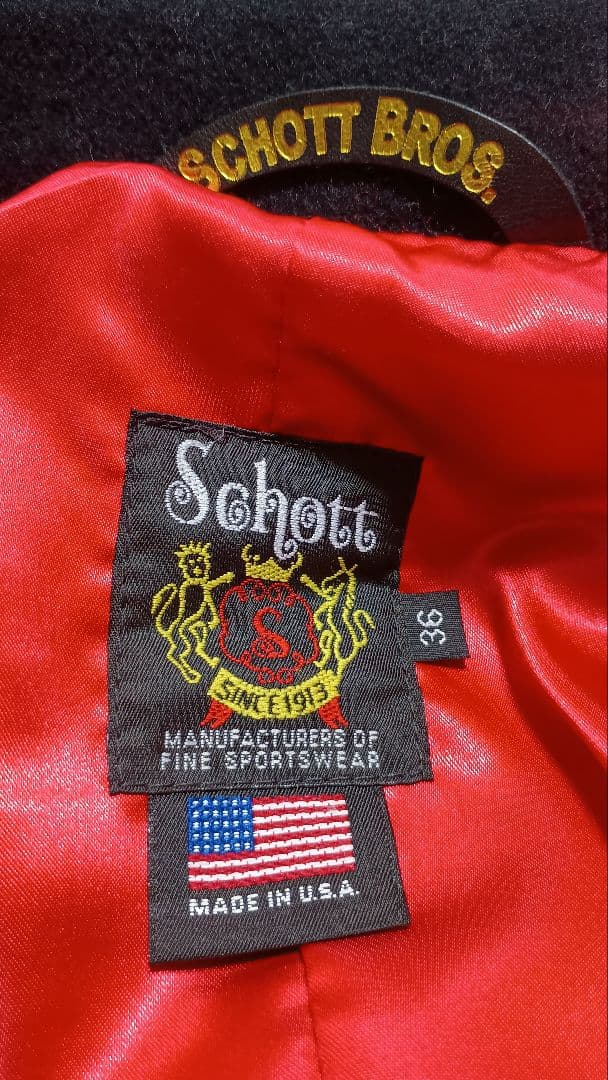 SCHOTT BROS.
Schott
S
SINCE 1913
MANUFACTURERS OF
FINE SPORTSWEAR
36
MADE IN U.S.A.